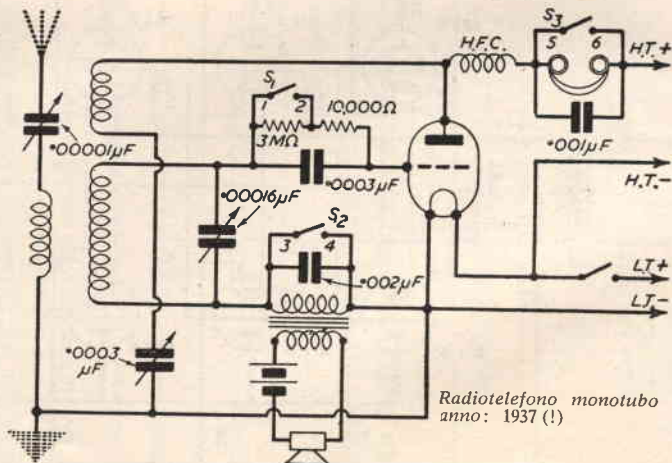 S3
5 6
H.F.C.
H.T.+
S1
1 2
10,000Ω
3MΩ
·001μF
·00001μF
·0003μF
H.T.-
·00016μF
S2
3 4
·002μF
L.T+
L.T-
·0003
μF
Radiotelefono monotubo
anno: 1937 (!)